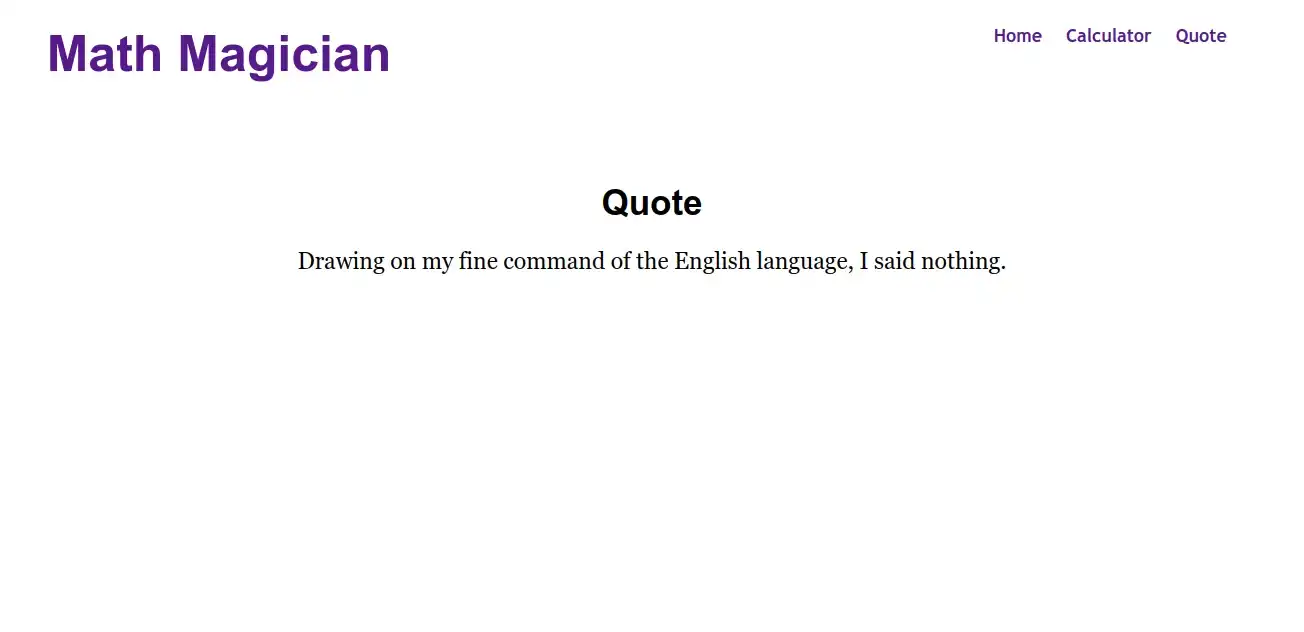 Math Magician
Home Calculator Quote
Quote
Drawing on my fine command of the English language, I said nothing.